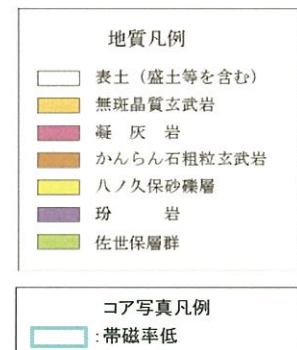 地質凡例
表土（盛土等を含む）
無斑晶質玄武岩
凝　灰　岩
かんらん石粗粒玄武岩
八ノ久保砂礫層
玢　　　岩
佐世保層群
コア写真凡例
：帯磁率低